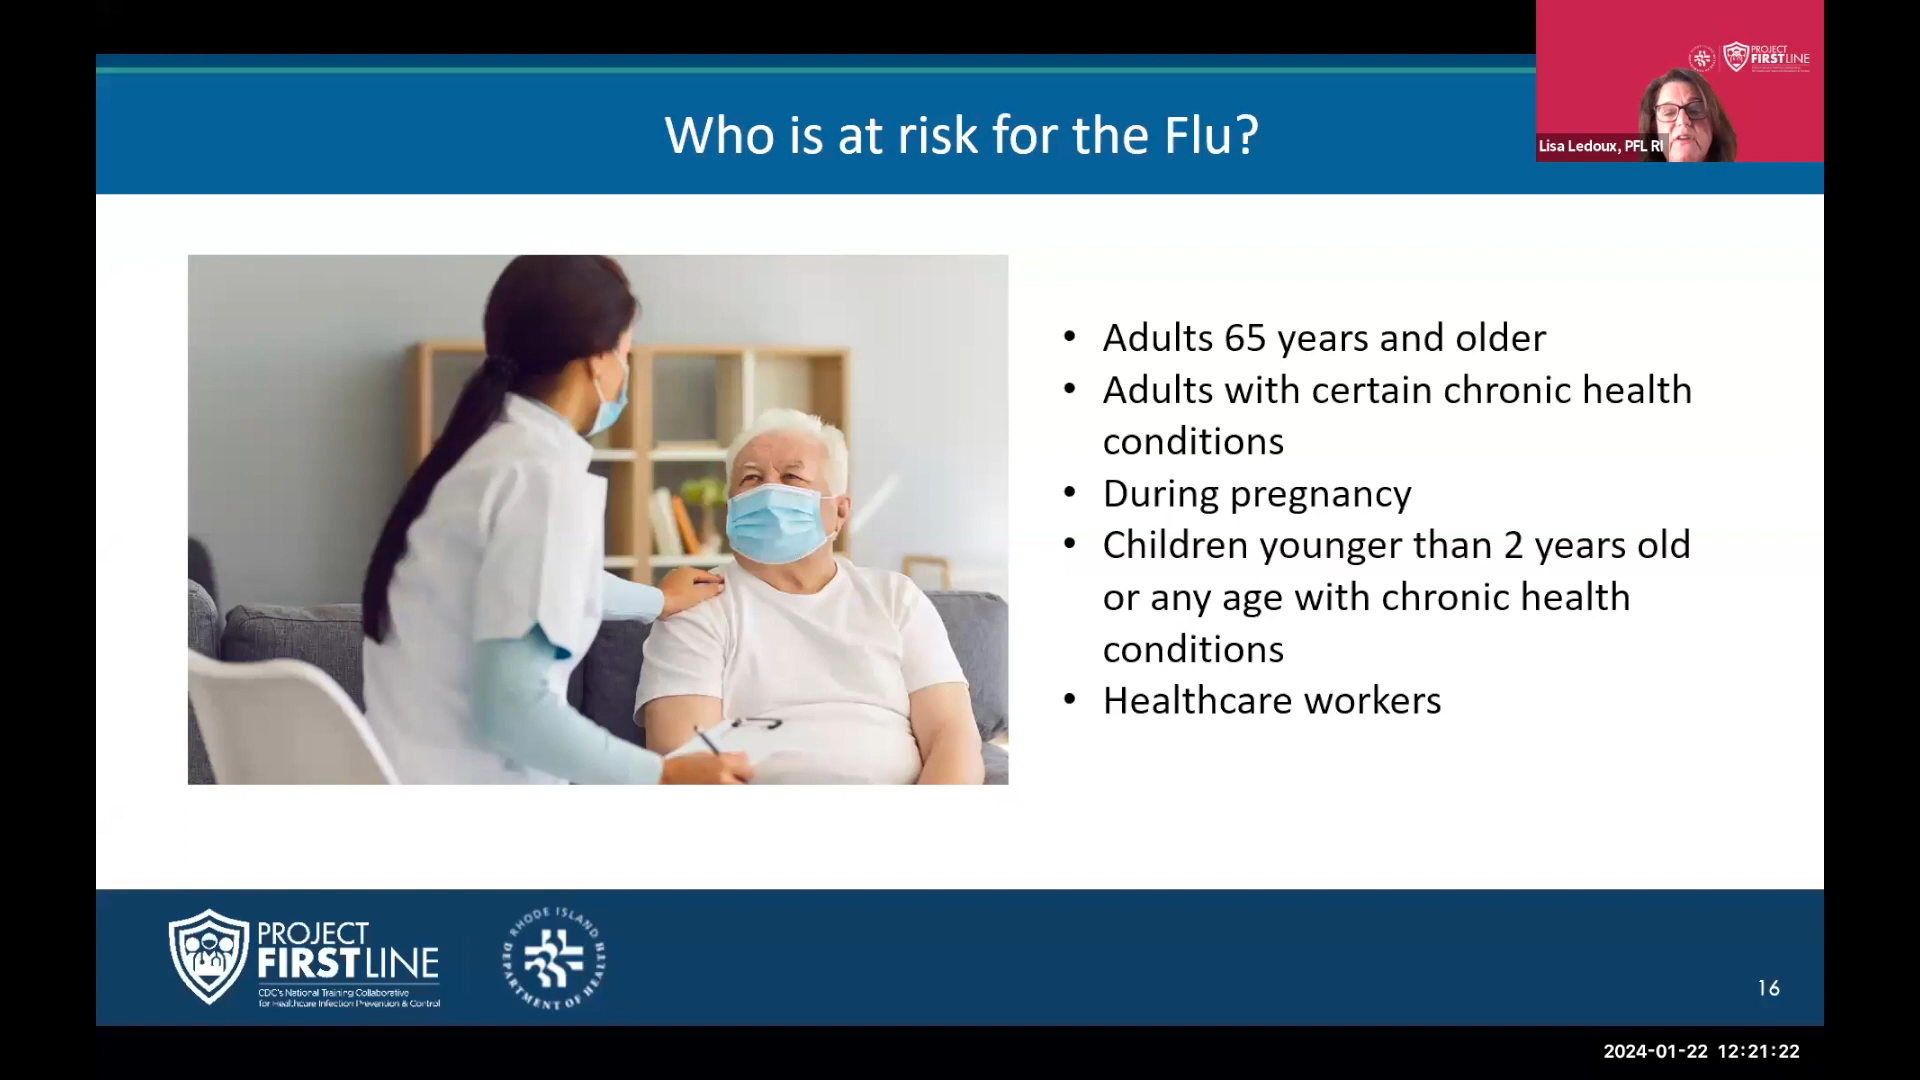 PROJECT
FIRSTLINE
Lisa Ledoux, PFL RI
Who is at risk for the Flu?
• Adults 65 years and older
• Adults with certain chronic health
conditions
• During pregnancy
• Children younger than 2 years old
or any age with chronic health
conditions
• Healthcare workers
PROJECT
FIRSTLINE
CDC's National Training Collaborative
for Healthcare Infection Prevention & Control
RHODE ISLAND
DEPARTMENT OF HEALTH
16
2024-01-22 12:21:22